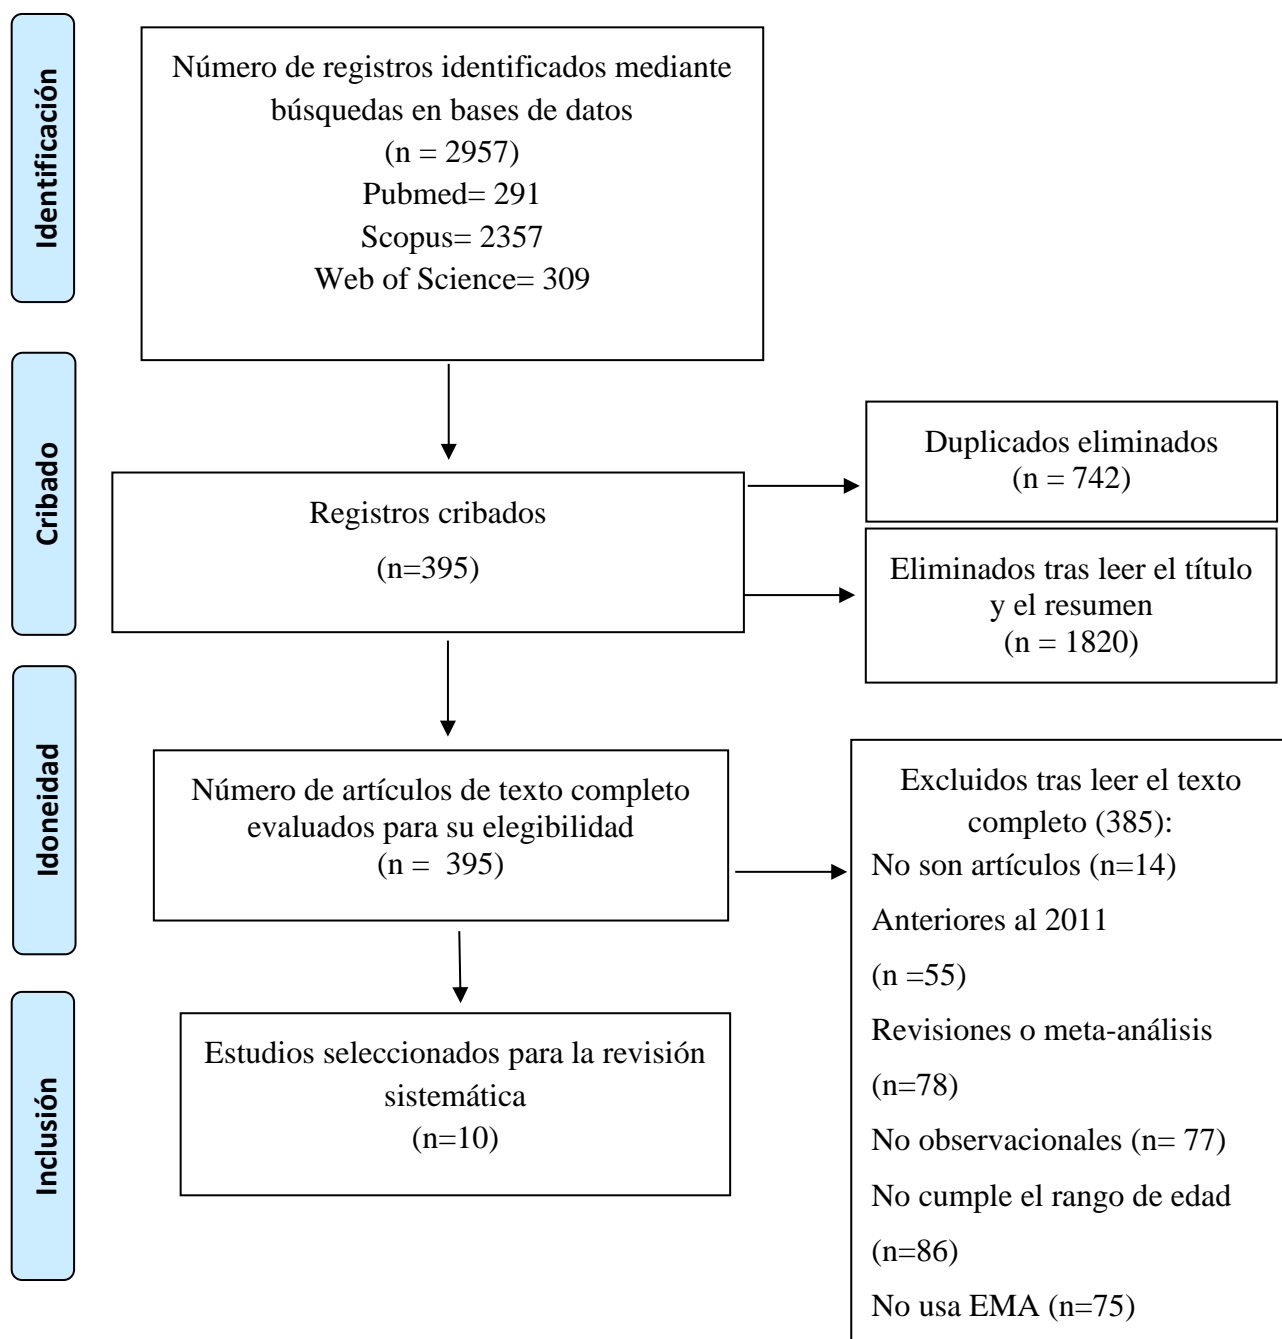 Identificación
Número de registros identificados mediante
búsquedas en bases de datos
(n = 2957)
Pubmed= 291
Scopus= 2357
Web of Science= 309
Cribado
Registros cribados
(n=395)
Duplicados eliminados
(n = 742)
Eliminados tras leer el título
y el resumen
(n = 1820)
Idoneidad
Número de artículos de texto completo
evaluados para su elegibilidad
(n = 395)
Excluidos tras leer el texto
completo (385):
No son artículos (n=14)
Anteriores al 2011
(n =55)
Revisiones o meta-análisis
(n=78)
No observacionales (n= 77)
No cumple el rango de edad
(n=86)
No usa EMA (n=75)
Inclusión
Estudios seleccionados para la revisión
sistemática
(n=10)